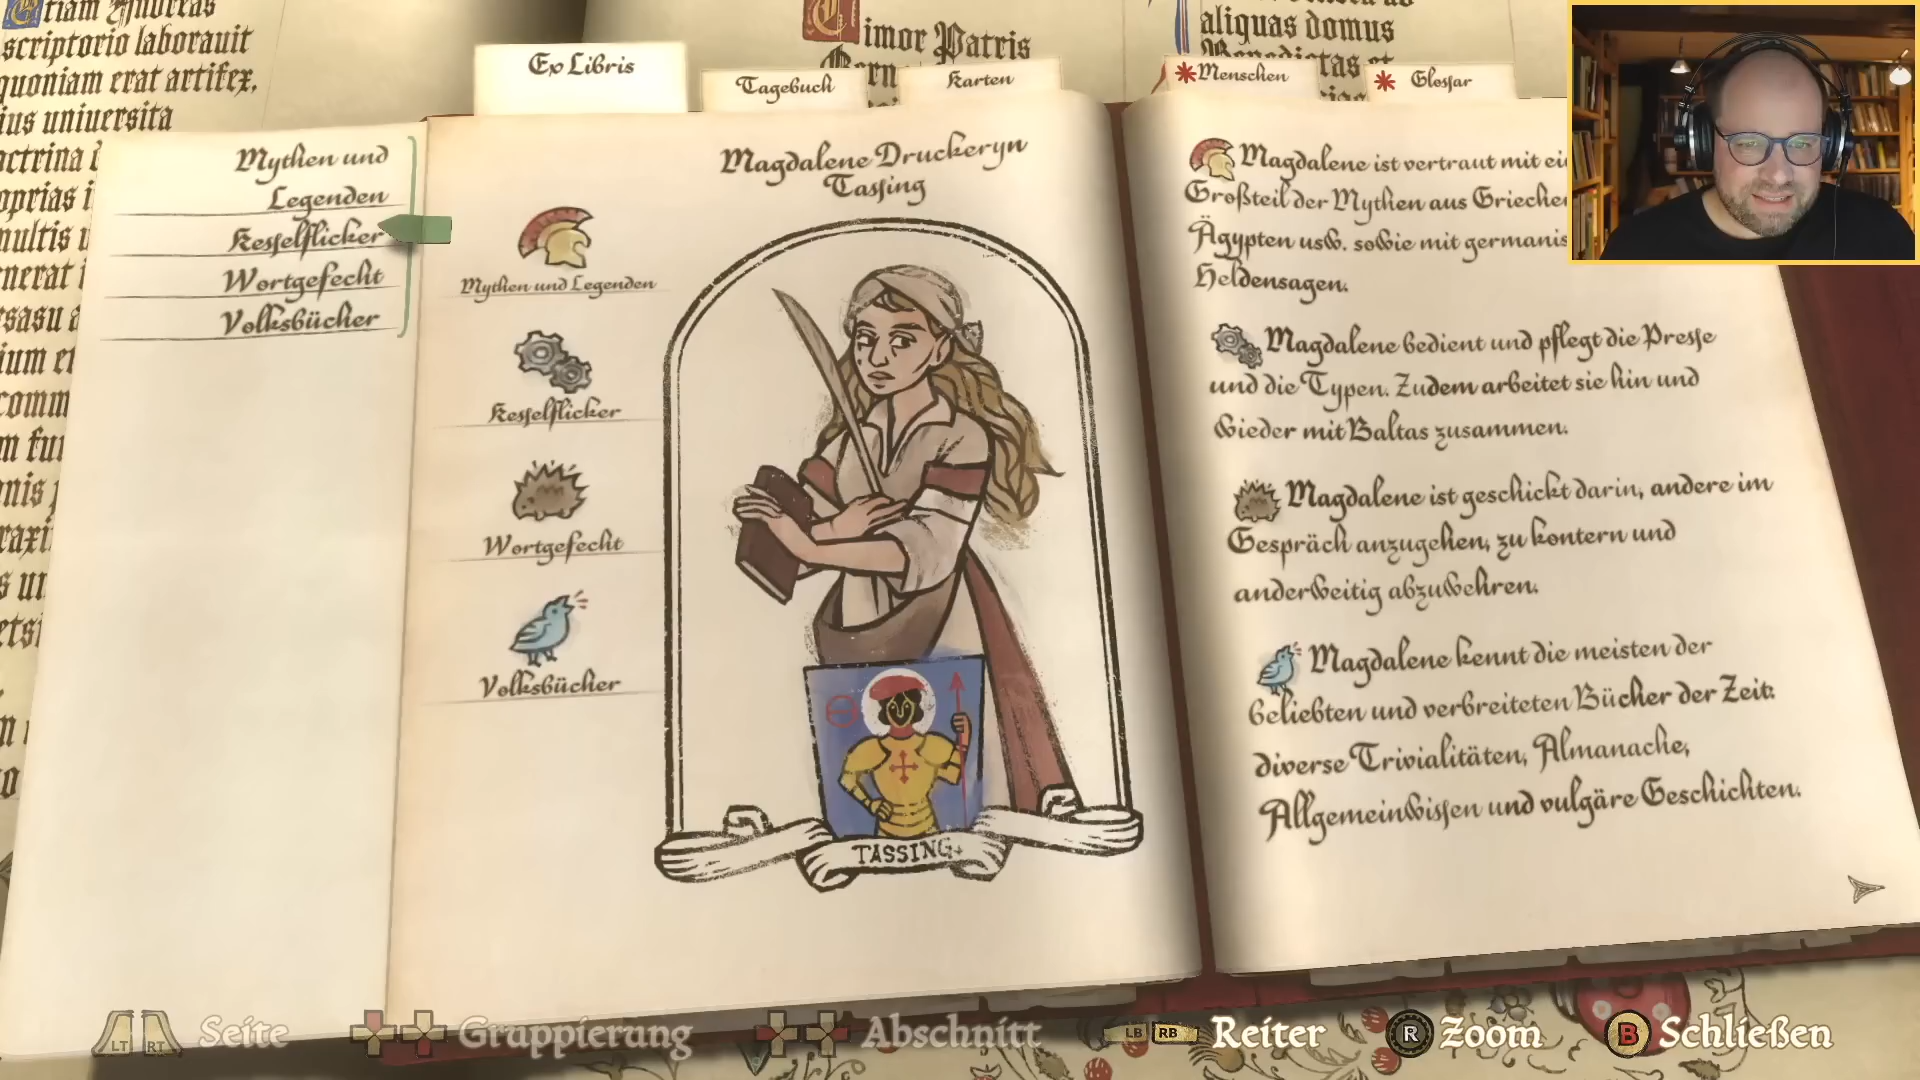 scriptorio laborauit
quoniam erat artifex,
ius uniuersita
imor Patris
aliquas domus
Ex Libris
Tagebuch
Karten
Menschen
Glossar
Mythen und
Legenden
Kesselflicker
Wortgefecht
Volksbücher
Magdalene Druckeryn
Tassing
Mythen und Legenden
Kesselflicker
Wortgefecht
Volksbücher
TASSING
Magdalene ist vertraut mit
Großteil der Mythen aus
Ägypten usw. sowie mit
Heldensagen.
Magdalene bedient und pflegt die Presse
und die Typen. Zudem arbeitet sie hin und
wieder mit Baltas zusammen.
Magdalene ist geschickt darin, andere im
Gespräch anzugehen, zu kontern und
anderweitig abzuwehren.
Magdalene kennt die meisten der
beliebten und verbreiteten Bücher der Zeit:
diverse Trivialitäten, Almanache,
Allgemeinwissen und vulgäre Geschichten.
LT RT Seite
Gruppierung
Abschnitt
LB RB Reiter
R Zoom
B Schließen